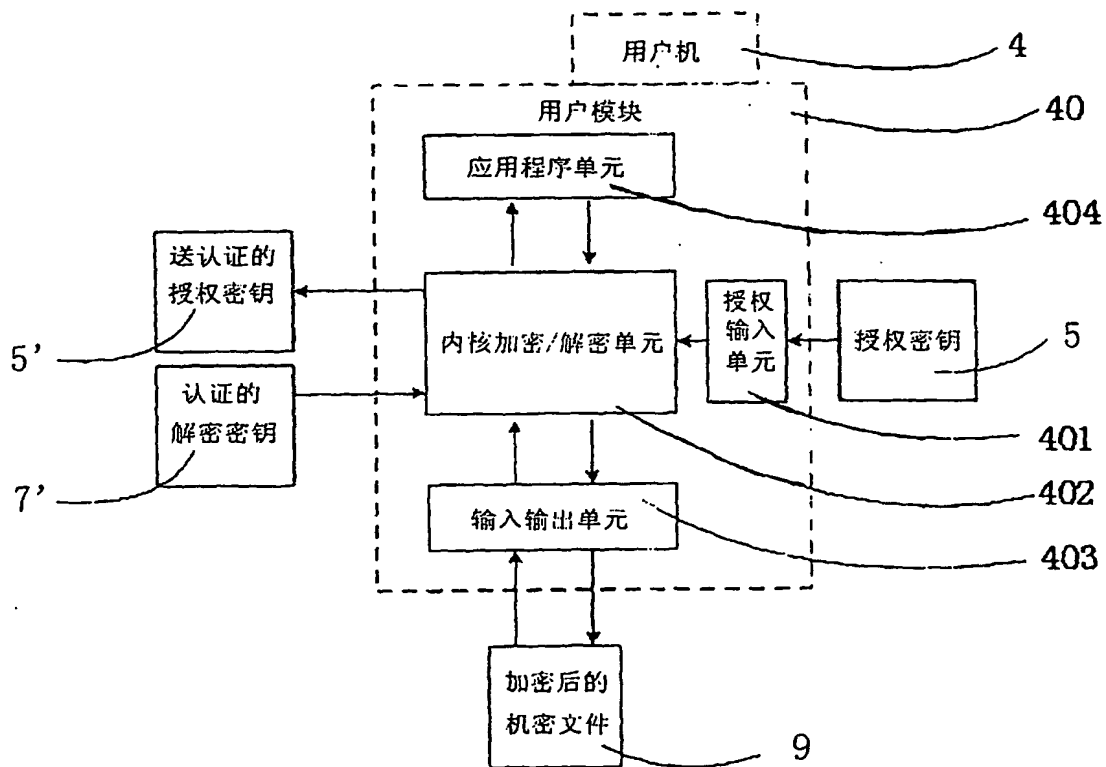 用户机
4
用户模块
40
应用程序单元
404
送认证的
授权密钥
5'
内核加密/解密单元
授权
输入
单元
授权密钥
5
认证的
解密密钥
7'
401
402
输入输出单元
403
加密后的
机密文件
9